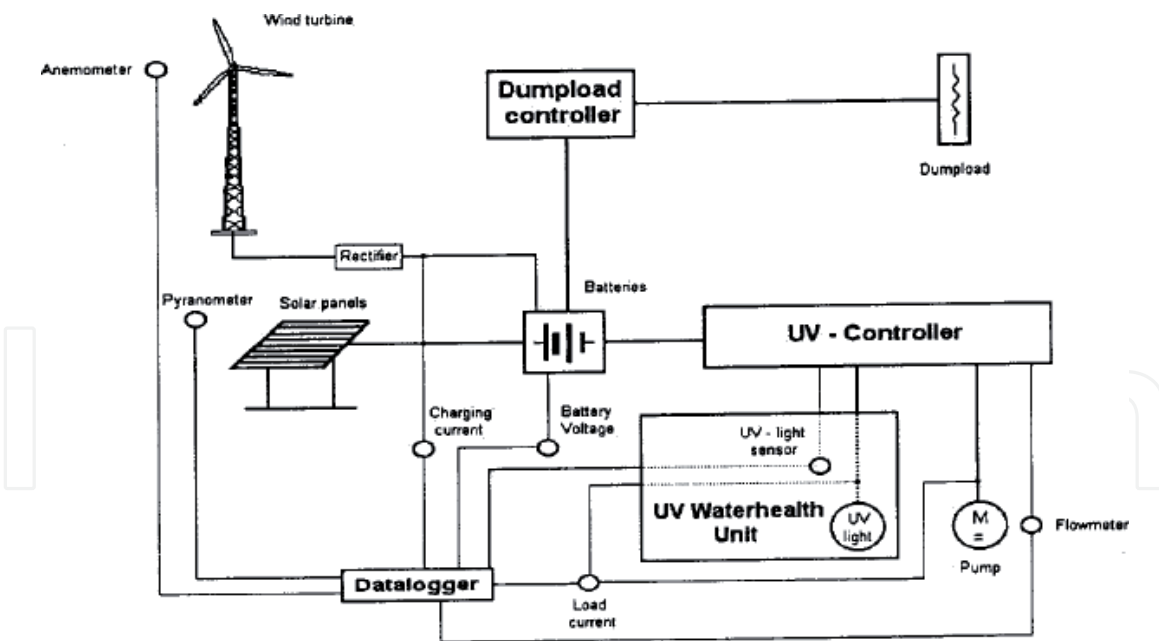 Wind turbine
Anemometer
Dumpload
controller
Dumpload
Rectifier
Batteries
Pyranometer
Solar panels
UV - Controller
Charging
current
Battery
Voltage
UV - light
sensor
UV Waterhealth
Unit
UV
light
M
=
Pump
Flowmeter
Datalogger
Load
current